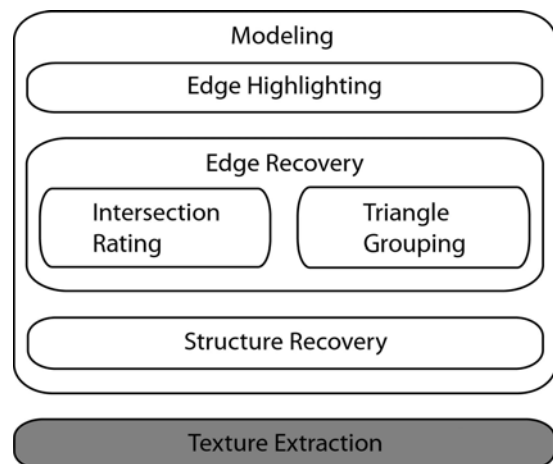 Modeling
Edge Highlighting
Edge Recovery
Intersection
Rating
Triangle
Grouping
Structure Recovery
Texture Extraction